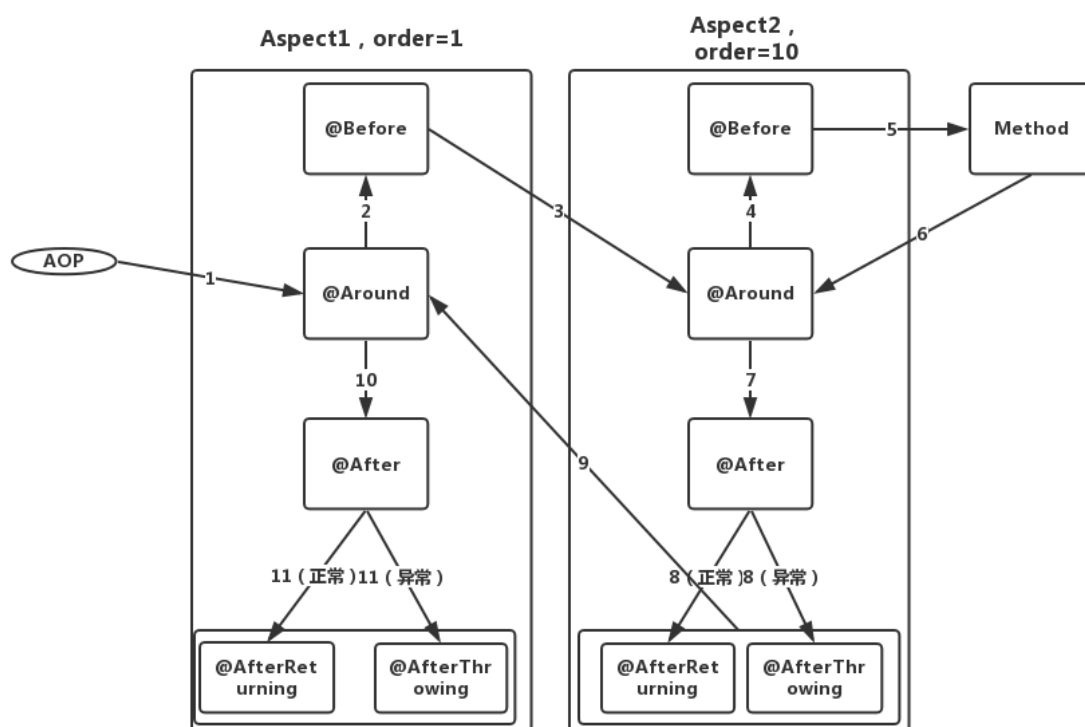 Aspect1，order=1
Aspect2，
order=10
@Before
@Before
5
Method
2
3
4
6
AOP
1
@Around
@Around
10
7
@After
@After
9
11（正常）
11（异常）
8（正常）
8（异常）
@AfterRet
urning
@AfterThr
owing
@AfterRet
urning
@AfterThr
owing